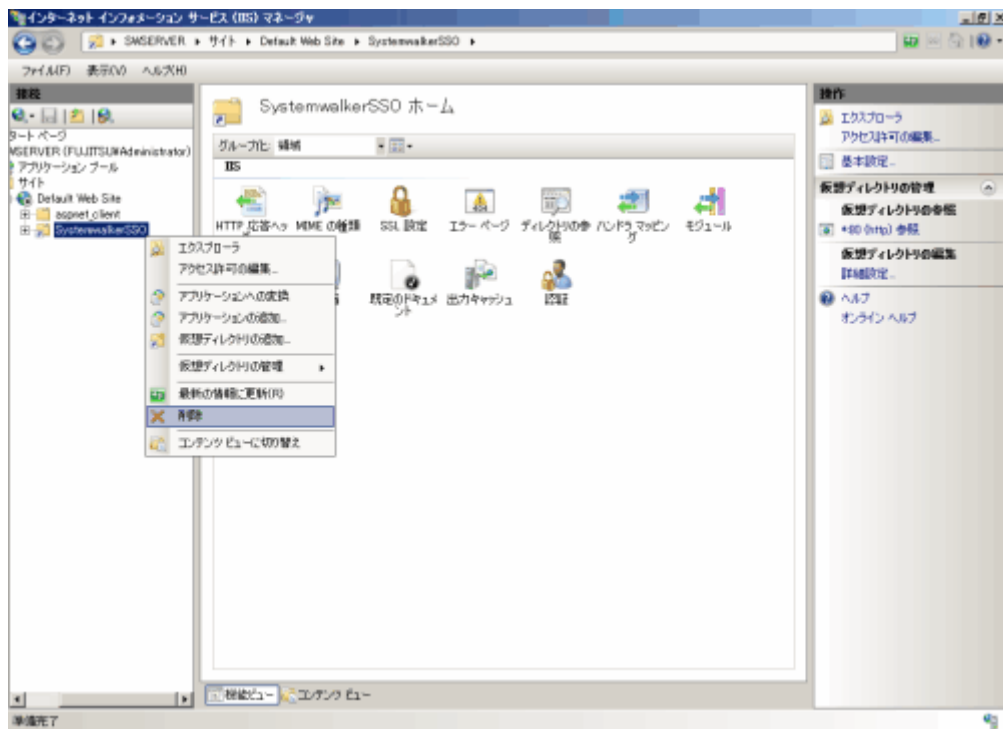 インターネット インフォメーション サービス (IIS) マネージャ
SWSERVER ▸ サイト ▸ Default Web Site ▸ SystemwalkerSSO ▸
ファイル(F) 表示(V) ヘルプ(H)
接続
タート ページ
WSERVER (FUJITSU¥Administrator)
アプリケーション プール
サイト
Default Web Site
aspnet_client
SystemwalkerSSO
エクスプローラ
アクセス許可の編集...
アプリケーションへの変換
アプリケーションの追加...
仮想ディレクトリの追加...
仮想ディレクトリの管理
最新の情報に更新(R)
削除
コンテンツ ビューに切り替え
SystemwalkerSSO ホーム
グループ化: 領域
IIS
HTTP 応答ヘッ
MIME の種類
SSL 設定
エラー ページ
ディレクトリの参照
ハンドラ マッピング
モジュール
既定のドキュメント
出力キャッシュ
認証
機能ビュー
コンテンツ ビュー
操作
エクスプローラ
アクセス許可の編集...
基本設定...
仮想ディレクトリの管理
仮想ディレクトリの参照
*:80 (http) 参照
仮想ディレクトリの編集
詳細設定...
ヘルプ
オンライン ヘルプ
準備完了